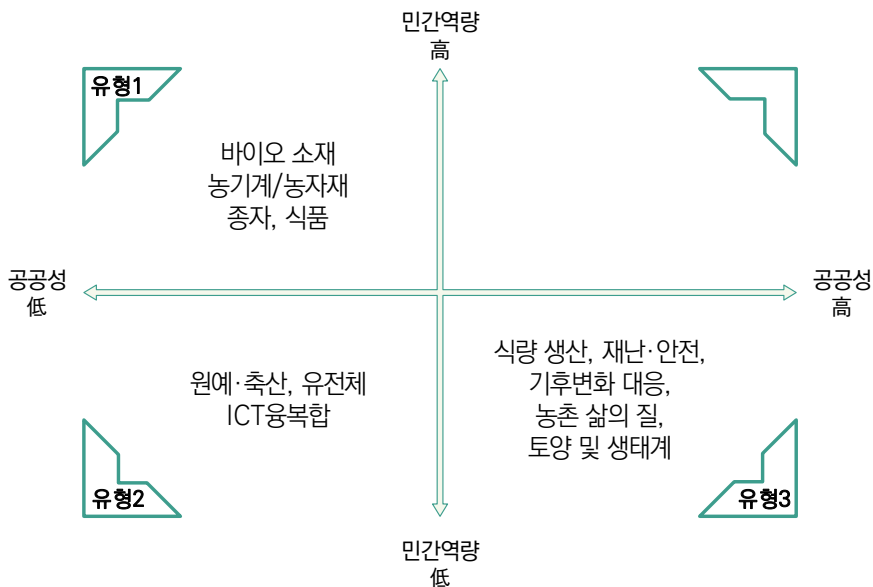 민간역량
高
유형1
바이오 소재
농기계/농자재
종자, 식품
공공성
低
공공성
高
원예·축산, 유전체
ICT융복합
식량 생산, 재난·안전,
기후변화 대응,
농촌 삶의 질,
토양 및 생태계
유형2
유형3
민간역량
低